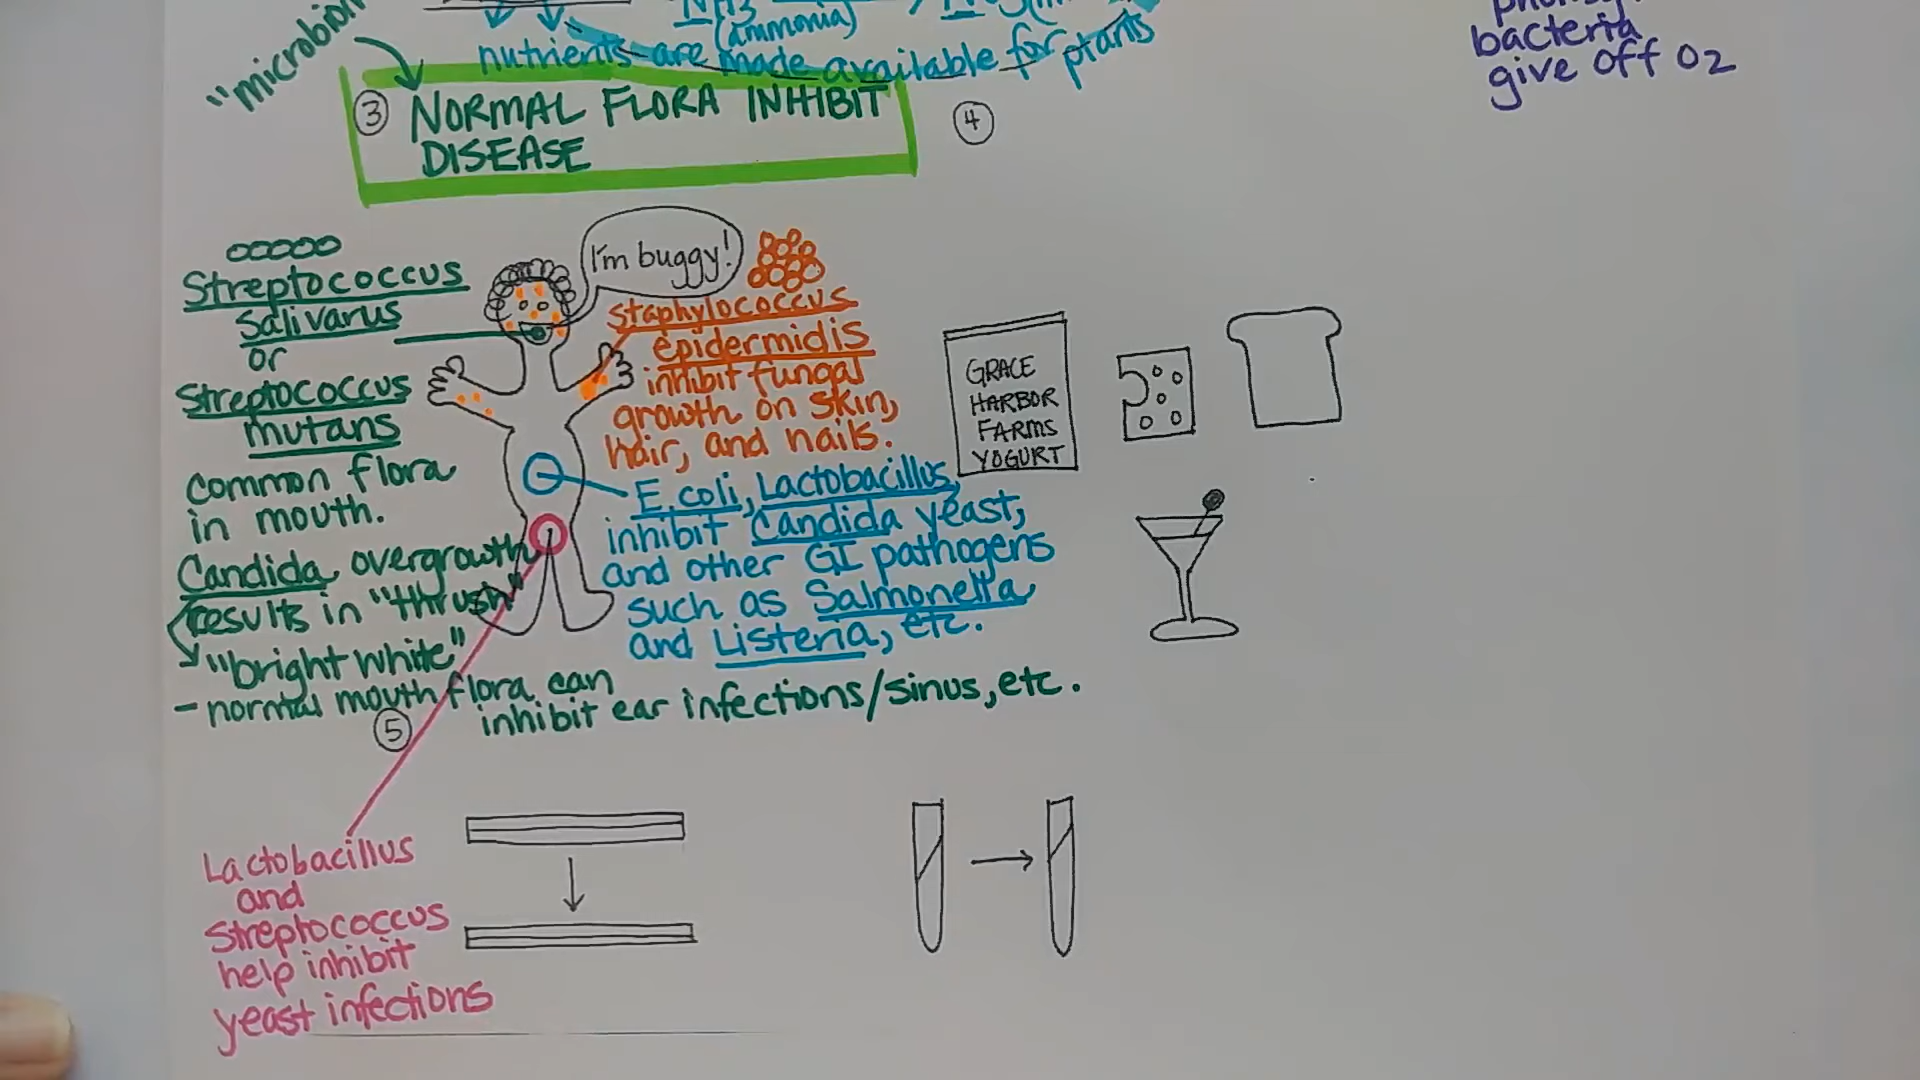 "microbiom
NH3
(ammonia)
nutrients are made available for plants
bacteria
give off O2
③ NORMAL FLORA INHIBIT
DISEASE
④
I'm buggy!
Streptococcus
salivarus
or
Streptococcus
mutans
common flora
in mouth.
Candida overgrowth
results in "thrush"
"bright white"
- normal mouth flora can
inhibit ear infections/sinus, etc.
staphylococcus
epidermidis
inhibit fungal
growth on skin,
hair, and nails.
E. coli, Lactobacillus,
inhibit Candida yeast,
and other GI pathogens
such as Salmonella
and Listeria, etc.
GRACE
HARBOR
FARMS
YOGURT
⑤
Lactobacillus
and
Streptococcus
help inhibit
yeast infections